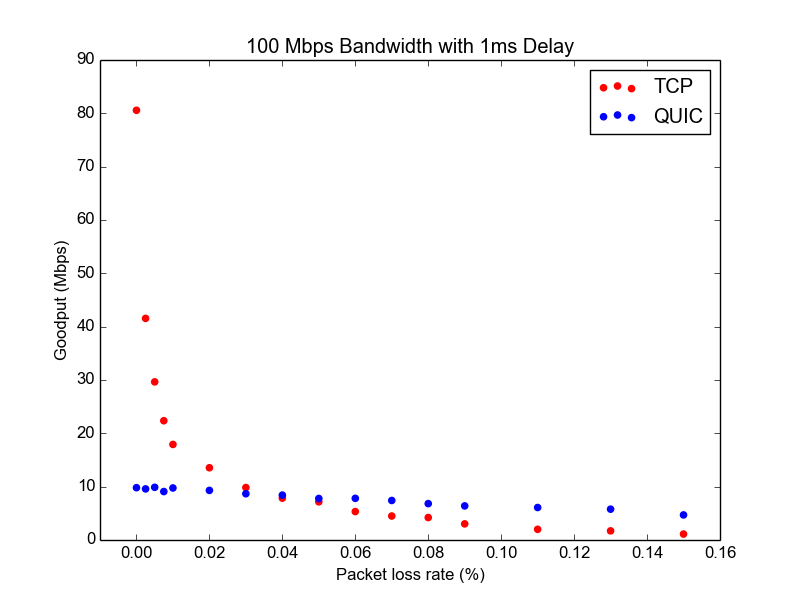 100 Mbps Bandwidth with 1ms Delay
TCP
QUIC
Goodput (Mbps)
90
80
70
60
50
40
30
20
10
0
0.00 0.02 0.04 0.06 0.08 0.10 0.12 0.14 0.16
Packet loss rate (%)